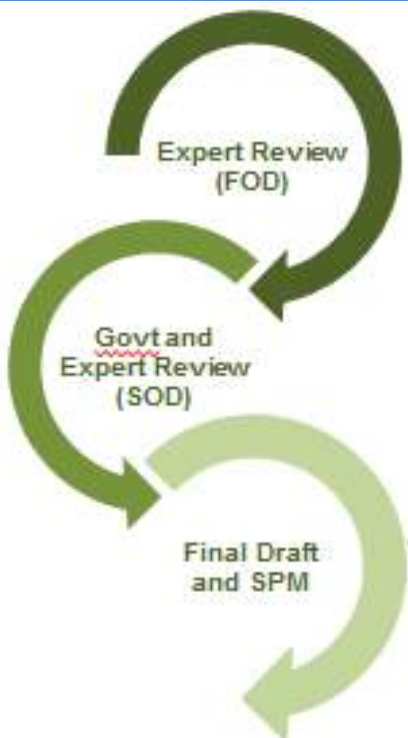 Expert Review
(FOD)
Govt and
Expert Review
(SOD)
Final Draft
and SPM